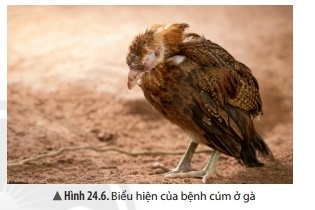 ▲ Hình 24.6. Biểu hiện của bệnh cúm ở gà